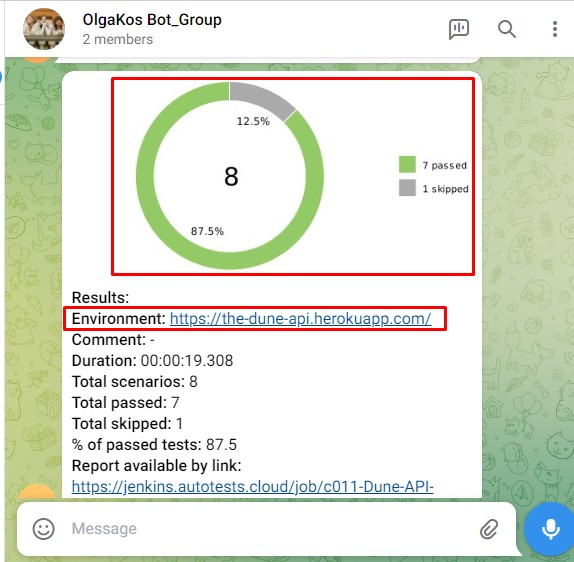 OlgaKos Bot_Group
2 members
12.5%
8
87.5%
7 passed
1 skipped
Results:
Environment: https://the-dune-api.herokuapp.com/
Comment: -
Duration: 00:00:19.308
Total scenarios: 8
Total passed: 7
Total skipped: 1
% of passed tests: 87.5
Report available by link:
https://jenkins.autotests.cloud/job/c011-Dune-API-
Message